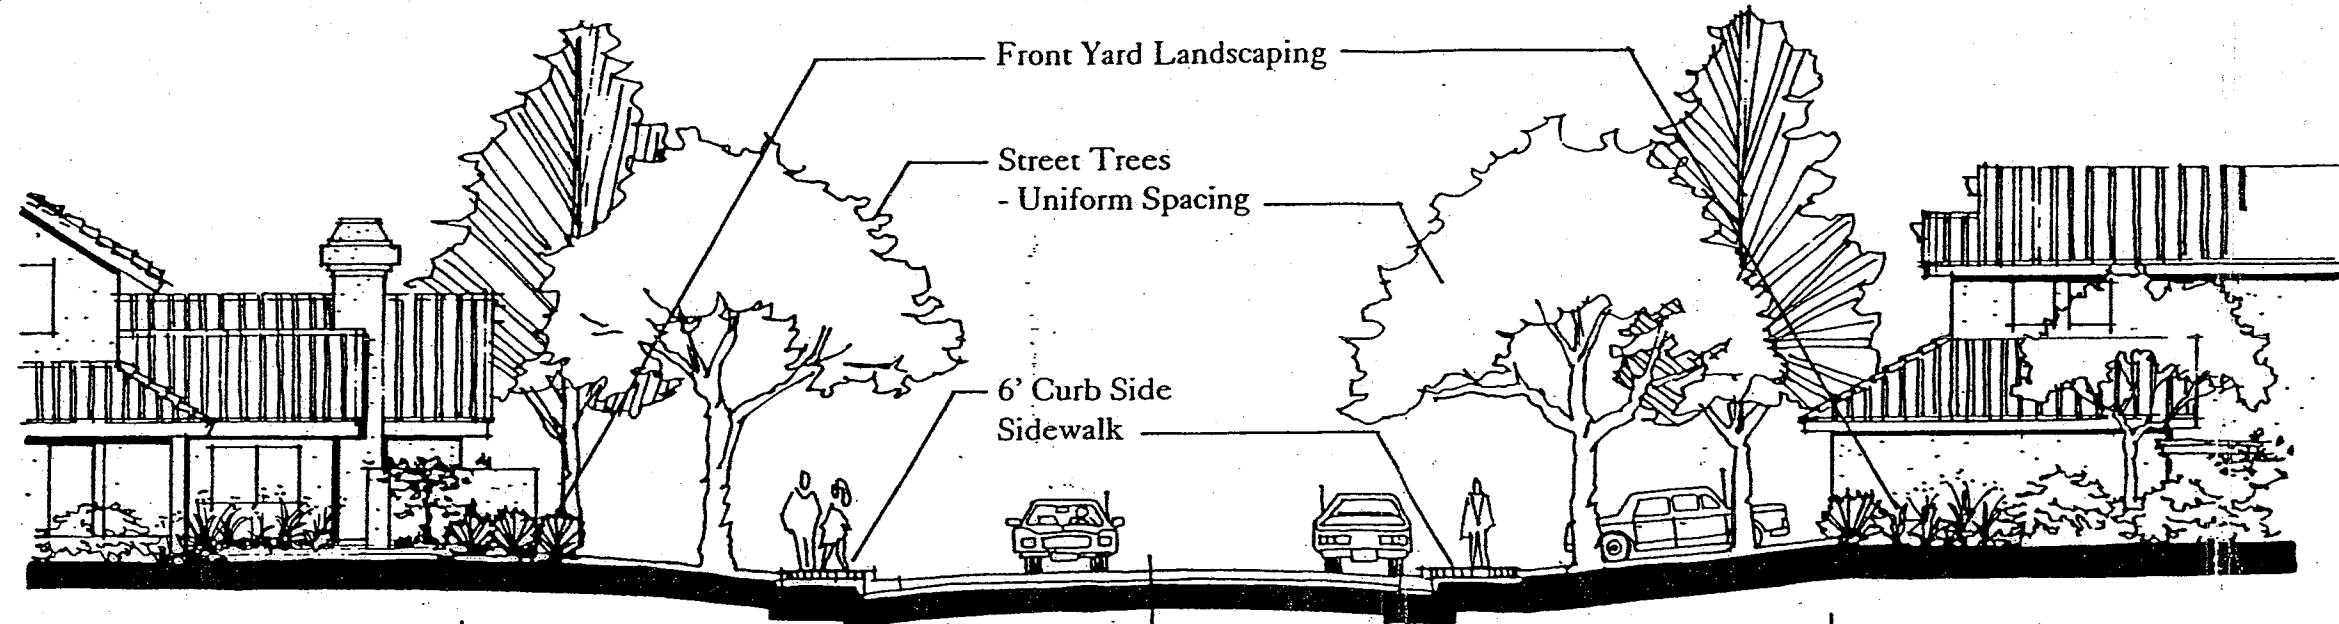 Front Yard Landscaping
Street Trees
- Uniform Spacing
6' Curb Side
Sidewalk